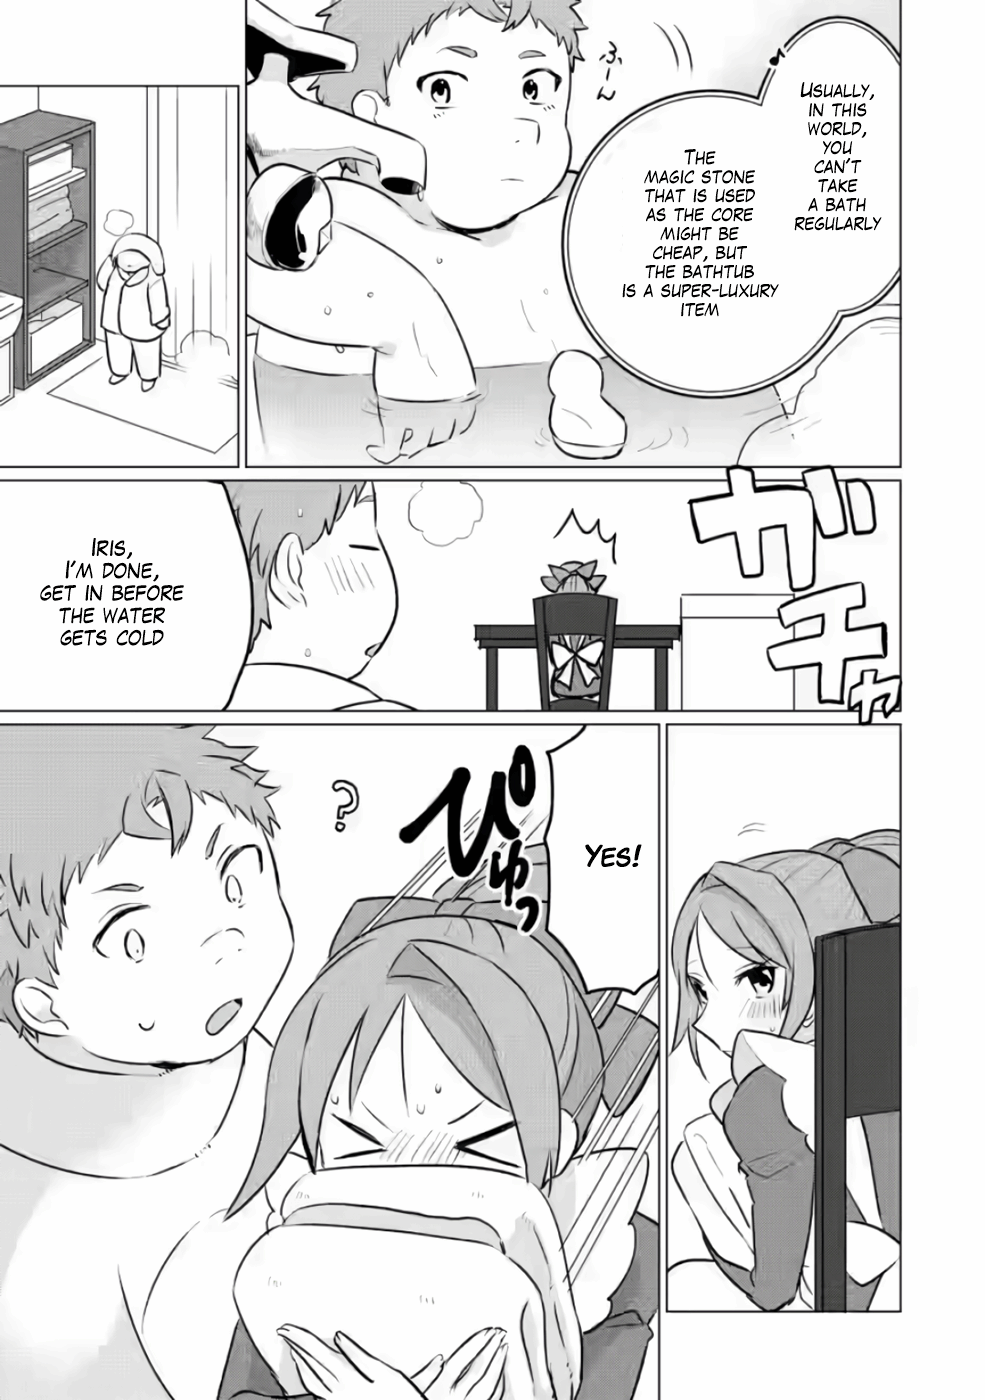 USUALLY,
IN THIS
WORLD,
YOU
CAN'T
TAKE
A BATH
REGULARLY
THE
MAGIC STONE
THAT IS USED
AS THE CORE
MIGHT BE
CHEAP, BUT
THE BATHTUB
IS A SUPER-LUXURY
ITEM
ふーん
ガチャ
IRIS,
I'M DONE,
GET IN BEFORE
THE WATER
GETS COLD
YES!
ぴゅっ
?